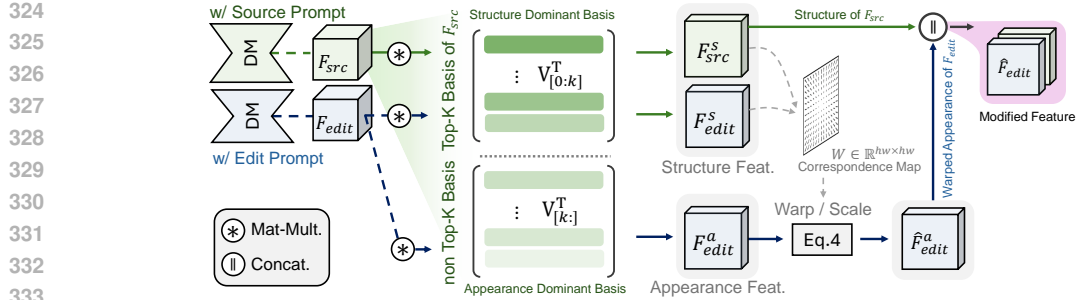 324
325
326
327
328
329
330
331
332
333
w/ Source Prompt
DM
F_src
w/ Edit Prompt
DM
F_edit
Mat-Mult.
Concat.
Top-K Basis of F_src
non Top-K Basis
Structure Dominant Basis
⋮ V^T_[0:k]
⋮ V^T_[k:]
Appearance Dominant Basis
F^s_src
F^s_edit
Structure Feat.
F^a_edit
Appearance Feat.
Structure of F_src
W ∈ ℝ^{hw×hw}
Correspondence Map
Warp / Scale
Eq.4
F̂^a_edit
Warped Appearance of F_edit
F̂_edit
Modified Feature